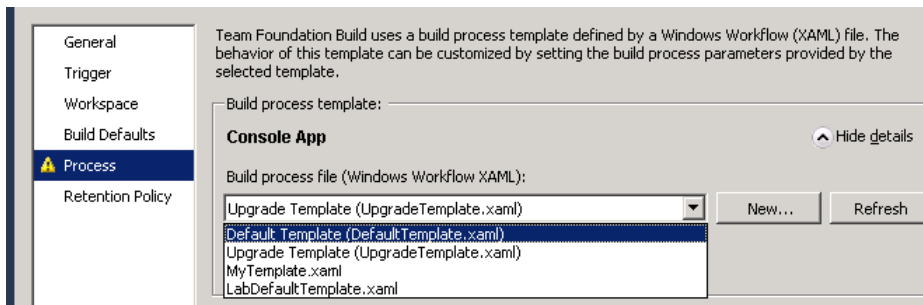 General
Trigger
Workspace
Build Defaults
Process
Retention Policy
Team Foundation Build uses a build process template defined by a Windows Workflow (XAML) file. The
behavior of this template can be customized by setting the build process parameters provided by the
selected template.
Build process template:
Console App
Hide details
Build process file (Windows Workflow XAML):
Upgrade Template (UpgradeTemplate.xaml)
New...
Refresh
Default Template (DefaultTemplate.xaml)
Upgrade Template (UpgradeTemplate.xaml)
MyTemplate.xaml
LabDefaultTemplate.xaml